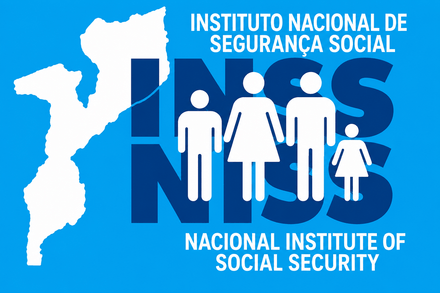 INSTITUTO NACIONAL DE
SEGURANÇA SOCIAL
INSS
NISS
NACIONAL INSTITUTE OF
SOCIAL SECURITY